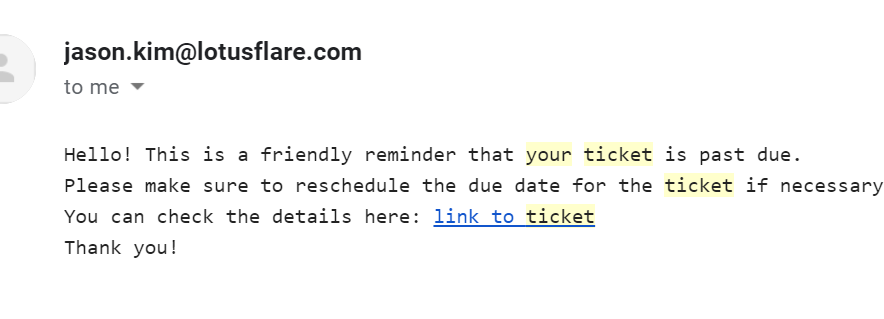 jason.kim@lotusflare.com
to me
Hello! This is a friendly reminder that your ticket is past due.
Please make sure to reschedule the due date for the ticket if necessary
You can check the details here: link to ticket
Thank you!